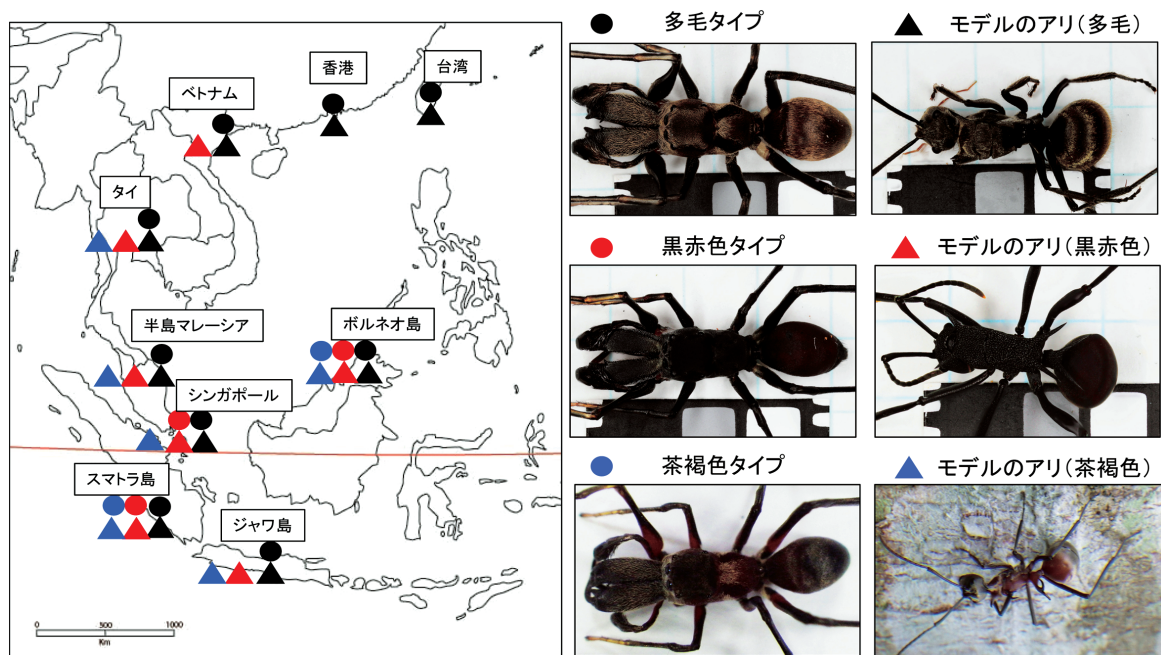 香港
台湾
ベトナム
タイ
半島マレーシア
ボルネオ島
シンガポール
スマトラ島
ジャワ島
0 500 1000
Km
多毛タイプ
モデルのアリ(多毛)
黒赤色タイプ
モデルのアリ(黒赤色)
茶褐色タイプ
モデルのアリ(茶褐色)